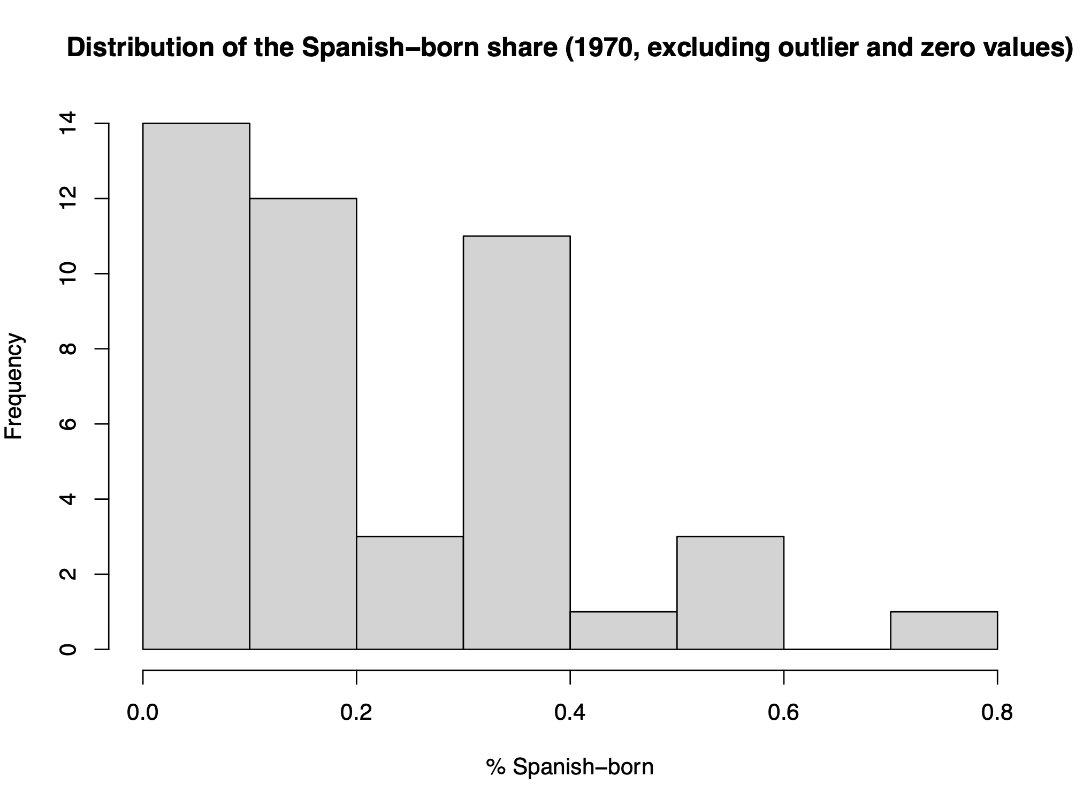 Distribution of the Spanish−born share (1970, excluding outlier and zero values)
14
12
10
8
6
4
2
0
Frequency
0.0 0.2 0.4 0.6 0.8
% Spanish−born